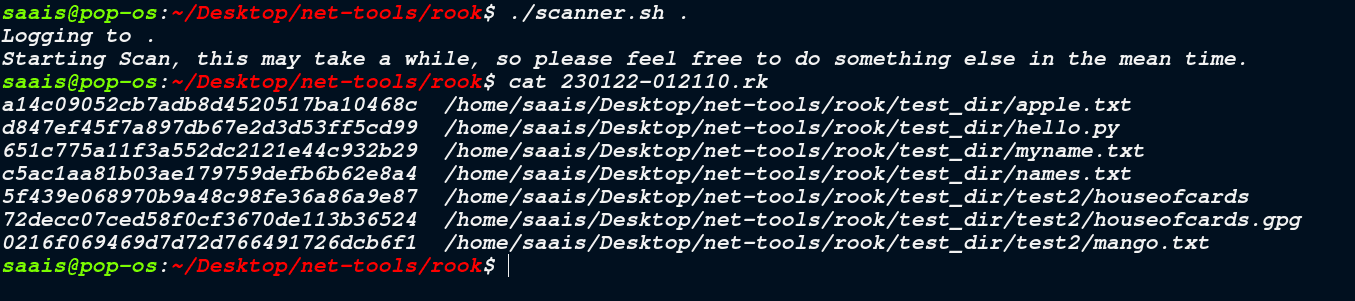 saais@pop-os:~/Desktop/net-tools/rook$ ./scanner.sh .
Logging to .
Starting Scan, this may take a while, so please feel free to do something else in the mean time.
saais@pop-os:~/Desktop/net-tools/rook$ cat 230122-012110.rk
a14c09052cb7adb8d4520517ba10468c  /home/saais/Desktop/net-tools/rook/test_dir/apple.txt
d847ef45f7a897db67e2d3d53ff5cd99  /home/saais/Desktop/net-tools/rook/test_dir/hello.py
651c775a11f3a552dc2121e44c932b29  /home/saais/Desktop/net-tools/rook/test_dir/myname.txt
c5ac1aa81b03ae179759defb6b62e8a4  /home/saais/Desktop/net-tools/rook/test_dir/names.txt
5f439e068970b9a48c98fe36a86a9e87  /home/saais/Desktop/net-tools/rook/test_dir/test2/houseofcards
72decc07ced58f0cf3670de113b36524  /home/saais/Desktop/net-tools/rook/test_dir/test2/houseofcards.gpg
0216f069469d7d72d766491726dcb6f1  /home/saais/Desktop/net-tools/rook/test_dir/test2/mango.txt
saais@pop-os:~/Desktop/net-tools/rook$